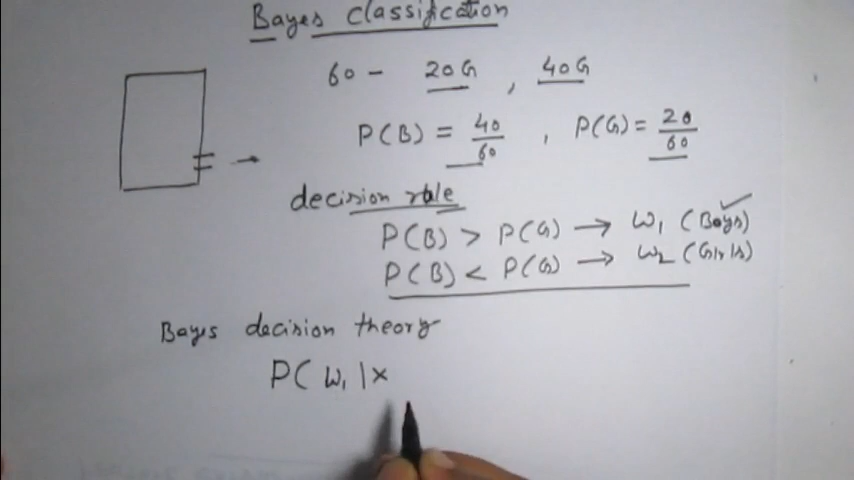 Bayes classification
60 - 20G , 40G
P(B) = 40/60 , P(G) = 20/60
decision rule
P(B) > P(G) → ω₁ (Boys) ✓
P(B) < P(G) → ω₂ (Girls)
Bayes decision theory
P( ω₁ | x